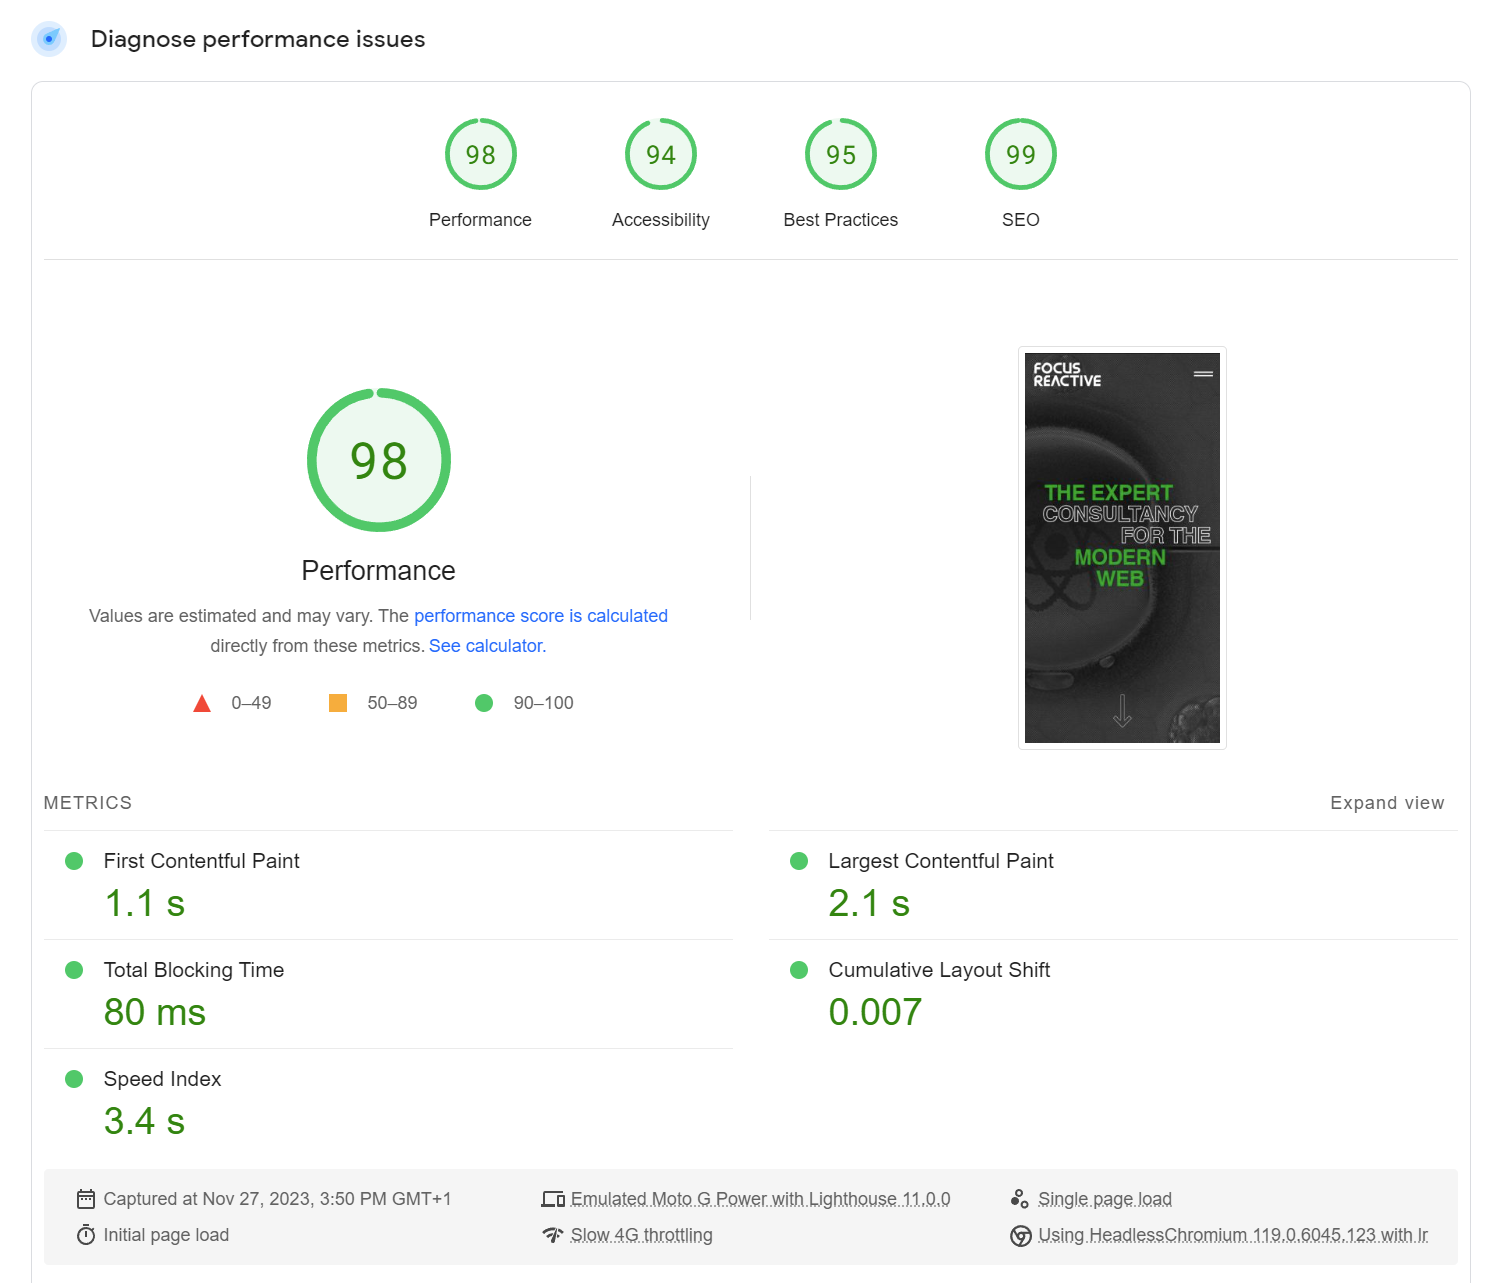 Diagnose performance issues
98
94
95
99
Performance
Accessibility
Best Practices
SEO
98
Performance
Values are estimated and may vary. The performance score is calculated
directly from these metrics. See calculator.
0–49
50–89
90–100
FOCUS
REACTIVE
THE EXPERT
CONSULTANCY
FOR THE
MODERN
WEB
METRICS
Expand view
First Contentful Paint
1.1 s
Largest Contentful Paint
2.1 s
Total Blocking Time
80 ms
Cumulative Layout Shift
0.007
Speed Index
3.4 s
Captured at Nov 27, 2023, 3:50 PM GMT+1
Emulated Moto G Power with Lighthouse 11.0.0
Single page load
Initial page load
Slow 4G throttling
Using HeadlessChromium 119.0.6045.123 with lr